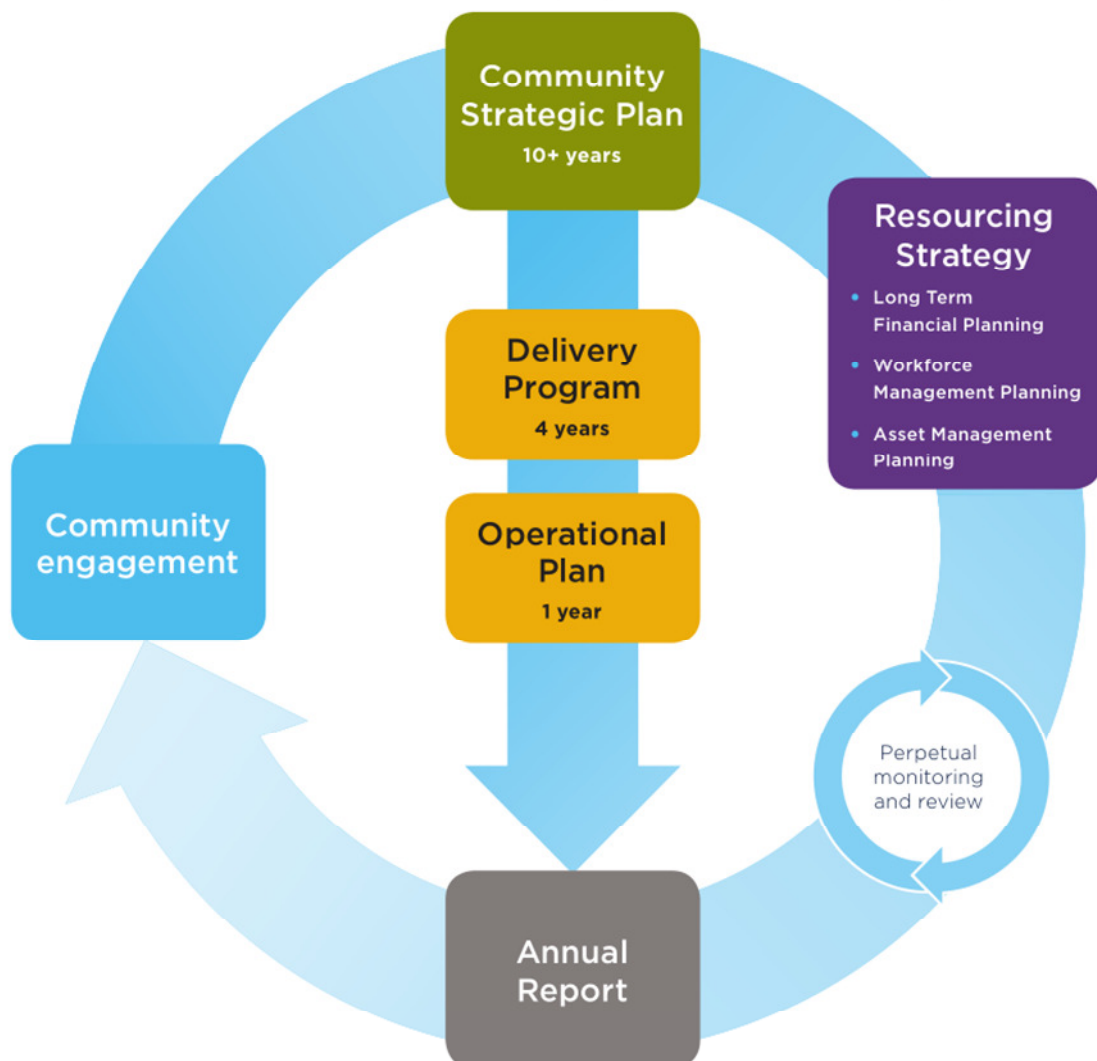 Community
Strategic Plan
10+ years
Resourcing
Strategy
• Long Term
Financial Planning
• Workforce
Management Planning
• Asset Management
Planning
Delivery
Program
4 years
Community
engagement
Operational
Plan
1 year
Perpetual
monitoring
and review
Annual
Report